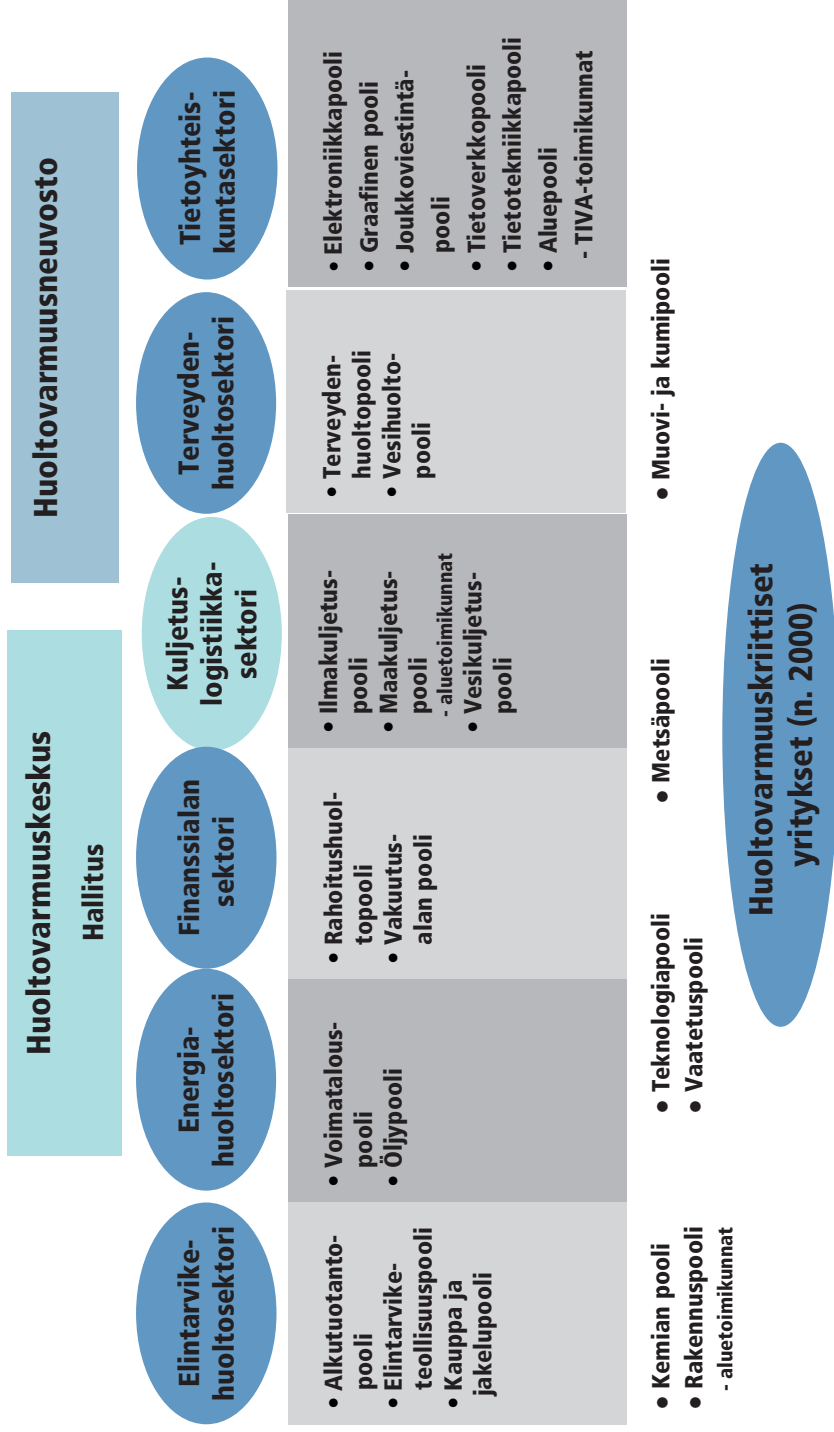 Huoltovarmuuskeskus
Hallitus
Huoltovarmuusneuvosto
Elintarvike-
huoltosektori
Energia-
huoltosektori
Finanssialan
sektori
Kuljetus-
logistiikka-
sektori
Terveyden-
huoltosektori
Tietoyhteis-
kuntasektori
• Alkutuotanto-
pooli
• Elintarvike-
teollisuuspooli
• Kauppa ja
jakelupooli
• Voimatalous-
pooli
• Öljypooli
• Rahoitushuol-
topooli
• Vakuutus-
alan pooli
• Ilmakuljetus-
pooli
• Maakuljetus-
pooli
- aluetoimikunnat
• Vesikuljetus-
pooli
• Terveyden-
huoltopooli
• Vesihuolto-
pooli
• Elektroniikkapooli
• Graafinen pooli
• Joukkoviestintä-
pooli
• Tietoverkkopooli
• Tietotekniikkapooli
• Aluepooli
- TIVA-toimikunnat
• Kemian pooli
• Rakennuspooli
- aluetoimikunnat
• Teknologiapooli
• Vaatetuspooli
• Metsäpooli
• Muovi- ja kumipooli
Huoltovarmuuskriittiset
yritykset (n. 2000)